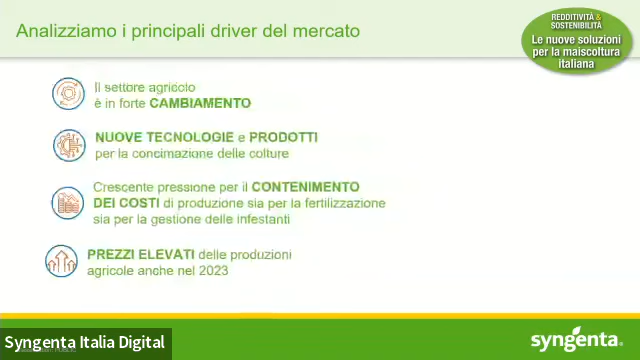 Analizziamo i principali driver del mercato
REDDITIVITÀ &
SOSTENIBILITÀ
Le nuove soluzioni
per la maiscoltura
italiana
Il settore agricolo
è in forte CAMBIAMENTO
NUOVE TECNOLOGIE e PRODOTTI
per la concimazione delle colture
Crescente pressione per il CONTENIMENTO
DEI COSTI di produzione sia per la fertilizzazione
sia per la gestione delle infestanti
PREZZI ELEVATI delle produzioni
agricole anche nel 2023
Syngenta Italia Digital
syngenta